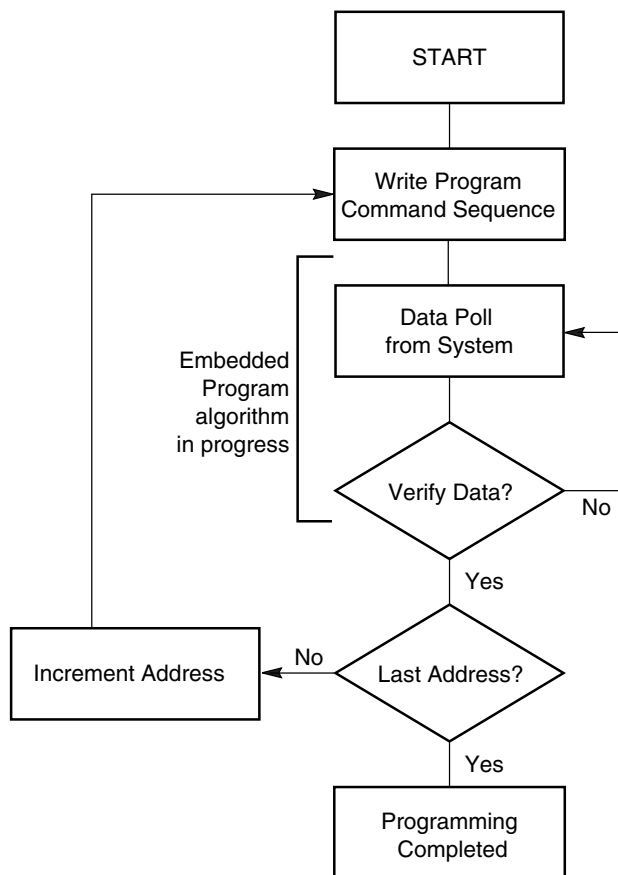 START
Write Program
Command Sequence
Data Poll
from System
Embedded
Program
algorithm
in progress
Verify Data?
No
Yes
Increment Address
No
Last Address?
Yes
Programming
Completed